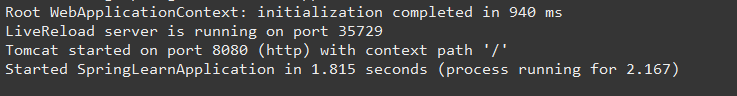 Root WebApplicationContext: initialization completed in 940 ms
LiveReload server is running on port 35729
Tomcat started on port 8080 (http) with context path '/'
Started SpringLearnApplication in 1.815 seconds (process running for 2.167)